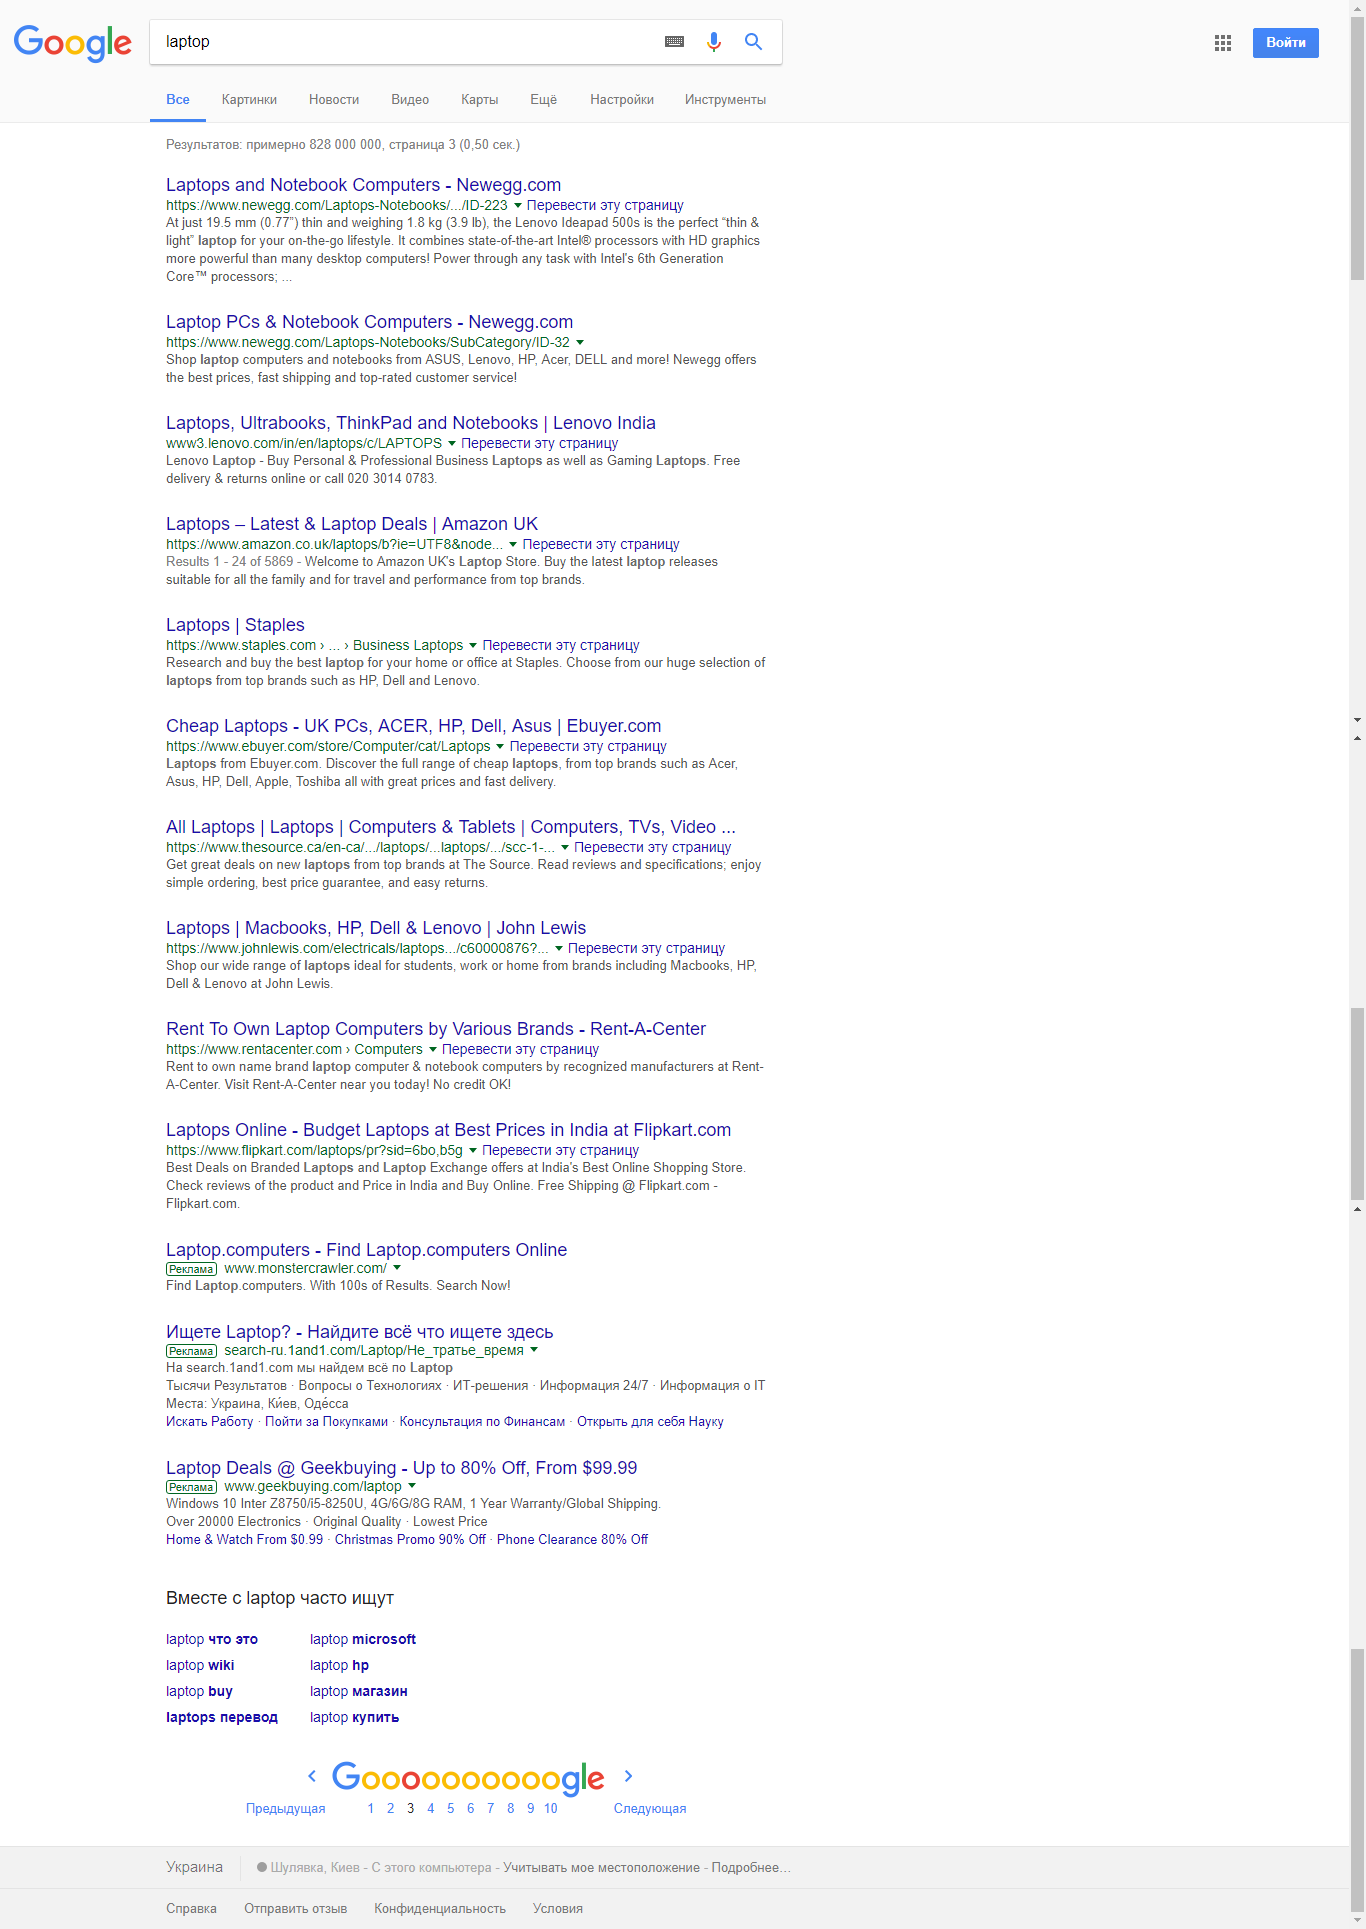 Google
laptop
Войти
Все Картинки Новости Видео Карты Ещё Настройки Инструменты
Результатов: примерно 828 000 000, страница 3 (0,50 сек.)
Laptops and Notebook Computers - Newegg.com
https://www.newegg.com/Laptops-Notebooks/.../ID-223 Перевести эту страницу
At just 19.5 mm (0.77”) thin and weighing 1.8 kg (3.9 lb), the Lenovo Ideapad 500s is the perfect “thin &
light” laptop for your on-the-go lifestyle. It combines state-of-the-art Intel® processors with HD graphics
more powerful than many desktop computers! Power through any task with Intel's 6th Generation
Core™ processors; ...
Laptop PCs & Notebook Computers - Newegg.com
https://www.newegg.com/Laptops-Notebooks/SubCategory/ID-32
Shop laptop computers and notebooks from ASUS, Lenovo, HP, Acer, DELL and more! Newegg offers
the best prices, fast shipping and top-rated customer service!
Laptops, Ultrabooks, ThinkPad and Notebooks | Lenovo India
www3.lenovo.com/in/en/laptops/c/LAPTOPS Перевести эту страницу
Lenovo Laptop - Buy Personal & Professional Business Laptops as well as Gaming Laptops. Free
delivery & returns online or call 020 3014 0783.
Laptops – Latest & Laptop Deals | Amazon UK
https://www.amazon.co.uk/laptops/b?ie=UTF8&node... Перевести эту страницу
Results 1 - 24 of 5869 - Welcome to Amazon UK's Laptop Store. Buy the latest laptop releases
suitable for all the family and for travel and performance from top brands.
Laptops | Staples
https://www.staples.com › ... › Business Laptops Перевести эту страницу
Research and buy the best laptop for your home or office at Staples. Choose from our huge selection of
laptops from top brands such as HP, Dell and Lenovo.
Cheap Laptops - UK PCs, ACER, HP, Dell, Asus | Ebuyer.com
https://www.ebuyer.com/store/Computer/cat/Laptops Перевести эту страницу
Laptops from Ebuyer.com. Discover the full range of cheap laptops, from top brands such as Acer,
Asus, HP, Dell, Apple, Toshiba all with great prices and fast delivery.
All Laptops | Laptops | Computers & Tablets | Computers, TVs, Video ...
https://www.thesource.ca/en-ca/.../laptops/...laptops/.../scc-1-... Перевести эту страницу
Get great deals on new laptops from top brands at The Source. Read reviews and specifications; enjoy
simple ordering, best price guarantee, and easy returns.
Laptops | Macbooks, HP, Dell & Lenovo | John Lewis
https://www.johnlewis.com/electricals/laptops.../c60000876?... Перевести эту страницу
Shop our wide range of laptops ideal for students, work or home from brands including Macbooks, HP,
Dell & Lenovo at John Lewis.
Rent To Own Laptop Computers by Various Brands - Rent-A-Center
https://www.rentacenter.com › Computers Перевести эту страницу
Rent to own name brand laptop computer & notebook computers by recognized manufacturers at Rent-
A-Center. Visit Rent-A-Center near you today! No credit OK!
Laptops Online - Budget Laptops at Best Prices in India at Flipkart.com
https://www.flipkart.com/laptops/pr?sid=6bo,b5g Перевести эту страницу
Best Deals on Branded Laptops and Laptop Exchange offers at India's Best Online Shopping Store.
Check reviews of the product and Price in India and Buy Online. Free Shipping @ Flipkart.com -
Flipkart.com.
Laptop.computers - Find Laptop.computers Online
Реклама www.monstercrawler.com/
Find Laptop.computers. With 100s of Results. Search Now!
Ищете Laptop? - Найдите всё что ищете здесь
Реклама search-ru.1and1.com/Laptop/Не_тратье_время
На search.1and1.com мы найдем всё по Laptop
Тысячи Результатов · Вопросы о Технологиях · ИТ-решения · Информация 24/7 · Информация о IT
Места: Украина, Ки́ев, Оде́сса
Искать Работу · Пойти за Покупками · Консультация по Финансам · Открыть для себя Науку
Laptop Deals @ Geekbuying - Up to 80% Off, From $99.99
Реклама www.geekbuying.com/laptop
Windows 10 Inter Z8750/i5-8250U, 4G/6G/8G RAM, 1 Year Warranty/Global Shipping.
Over 20000 Electronics · Original Quality · Lowest Price
Home & Watch From $0.99 · Christmas Promo 90% Off · Phone Clearance 80% Off
Вместе с laptop часто ищут
laptop что это laptop microsoft
laptop wiki laptop hp
laptop buy laptop магазин
laptops перевод laptop купить
Goooooooooogle
Предыдущая 1 2 3 4 5 6 7 8 9 10 Следующая
Украина Шулявка, Киев - С этого компьютера - Учитывать мое местоположение - Подробнее…
Справка Отправить отзыв Конфиденциальность Условия